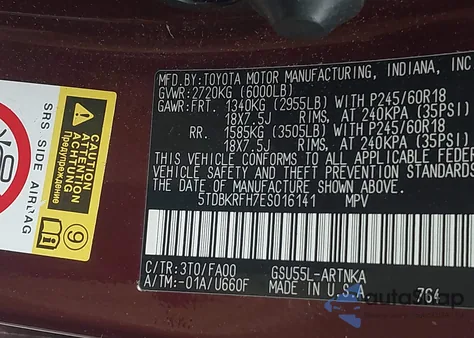 MFD.BY: TOYOTA MOTOR MANUFACTURING, INDIANA, INC
GVWR: 2720KG (6000LB)
GAWR: FRT. 1340KG (2955LB) WITH P245/60R18
18X7.5J RIMS, AT 240KPA (35PSI)
RR. 1585KG (3505LB) WITH P245/60R18
18X7.5J RIMS, AT 240KPA (35PSI)
THIS VEHICLE CONFORMS TO ALL APPLICABLE FEDERA
VEHICLE SAFETY AND THEFT PREVENTION STANDARDS
THE DATE OF MANUFACTURE SHOWN ABOVE.
5TDBKRFH7ES016141 MPV
C/TR: 3T0/FA00 GSU55L-ARTNKA
A/TM: -01A/U660F MADE IN U.S.A. 7G4
SRS SIDE AIRBAG
CAUTION
ATTENTION
ACHTUNG
Предупреждение
9
i
AutoSnap